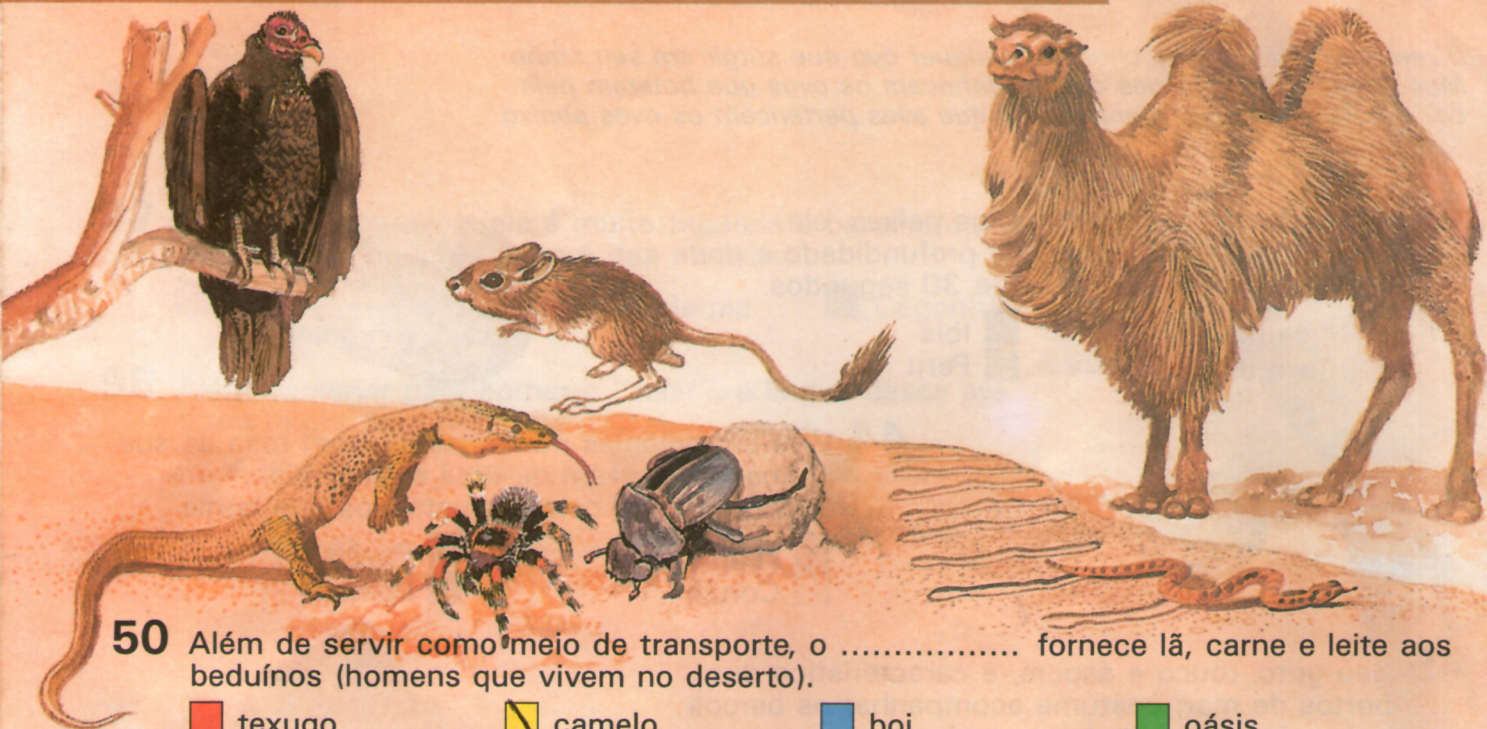 50 Além de servir como meio de transporte, o ................. fornece lã, carne e leite aos
beduínos (homens que vivem no deserto).
texugo camelo boi oásis